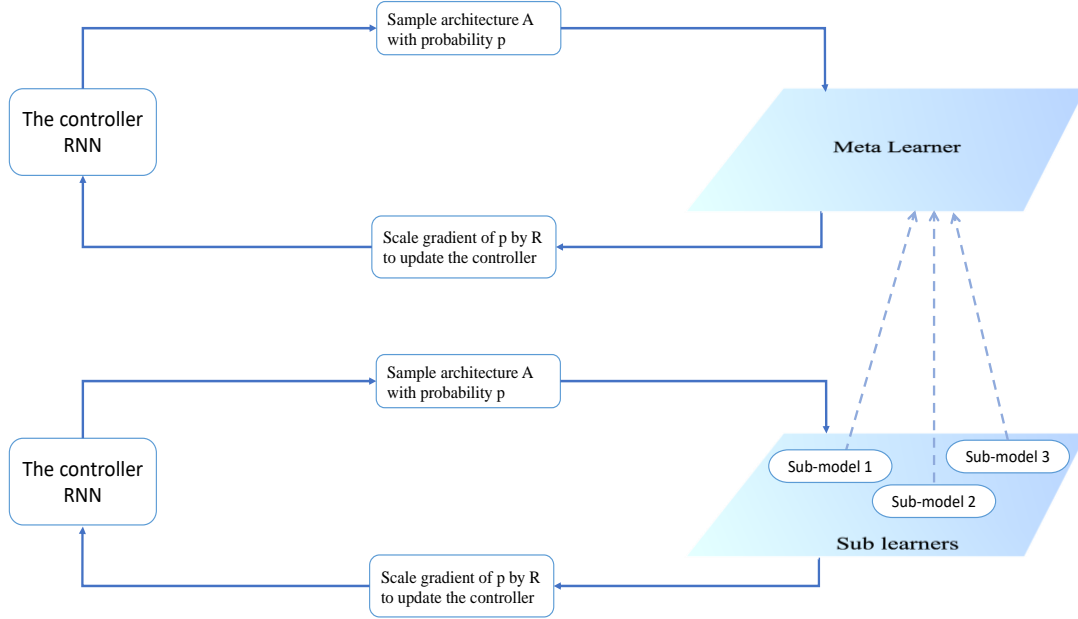 Sample architecture A
with probability p
The controller
RNN
Meta Learner
Scale gradient of p by R
to update the controller
Sample architecture A
with probability p
The controller
RNN
Sub-model 1
Sub-model 3
Sub-model 2
Sub learners
Scale gradient of p by R
to update the controller